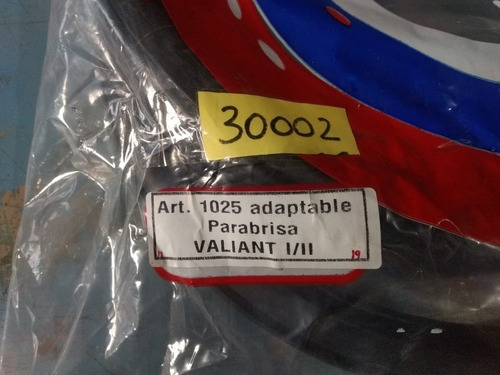 30002
Art. 1025 adaptable
Parabrisa
VALIANT I/II
19